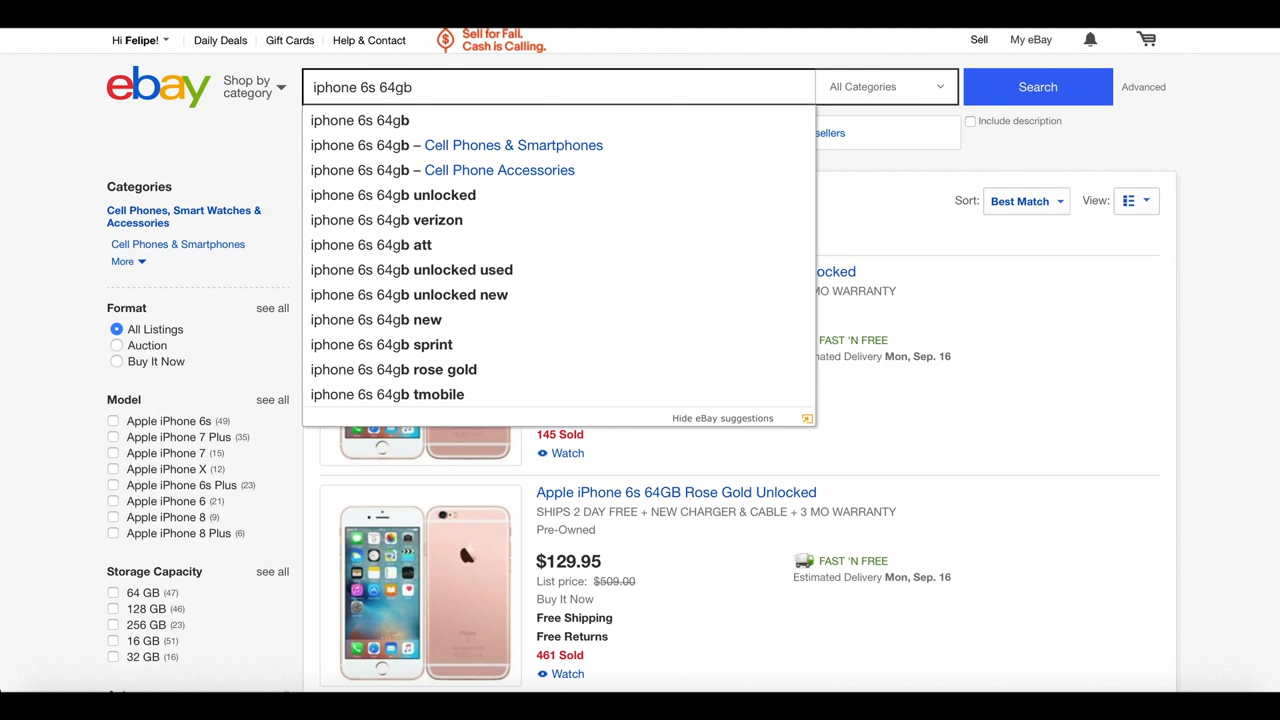 Hi Felipe!
Daily Deals
Gift Cards
Help & Contact
Sell for Fall.
Cash is Calling.
Sell
My eBay
ebay
Shop by
category
iphone 6s 64gb
All Categories
Search
Advanced
iphone 6s 64gb
iphone 6s 64gb – Cell Phones & Smartphones
iphone 6s 64gb – Cell Phone Accessories
iphone 6s 64gb unlocked
iphone 6s 64gb verizon
iphone 6s 64gb att
iphone 6s 64gb unlocked used
iphone 6s 64gb unlocked new
iphone 6s 64gb new
iphone 6s 64gb sprint
iphone 6s 64gb rose gold
iphone 6s 64gb tmobile
Hide eBay suggestions
sellers
Include description
Categories
Cell Phones, Smart Watches &
Accessories
Cell Phones & Smartphones
More
Format
see all
All Listings
Auction
Buy It Now
Model
see all
Apple iPhone 6s (49)
Apple iPhone 7 Plus (35)
Apple iPhone 7 (15)
Apple iPhone X (12)
Apple iPhone 6s Plus (23)
Apple iPhone 6 (21)
Apple iPhone 8 (9)
Apple iPhone 8 Plus (6)
Storage Capacity
see all
64 GB (47)
128 GB (46)
256 GB (23)
16 GB (51)
32 GB (16)
Sort:
Best Match
View:
ocked
MO WARRANTY
FAST 'N FREE
mated Delivery Mon, Sep. 16
145 Sold
Watch
Apple iPhone 6s 64GB Rose Gold Unlocked
SHIPS 2 DAY FREE + NEW CHARGER & CABLE + 3 MO WARRANTY
Pre-Owned
$129.95
List price: $509.00
Buy It Now
Free Shipping
Free Returns
461 Sold
Watch
FAST 'N FREE
Estimated Delivery Mon, Sep. 16